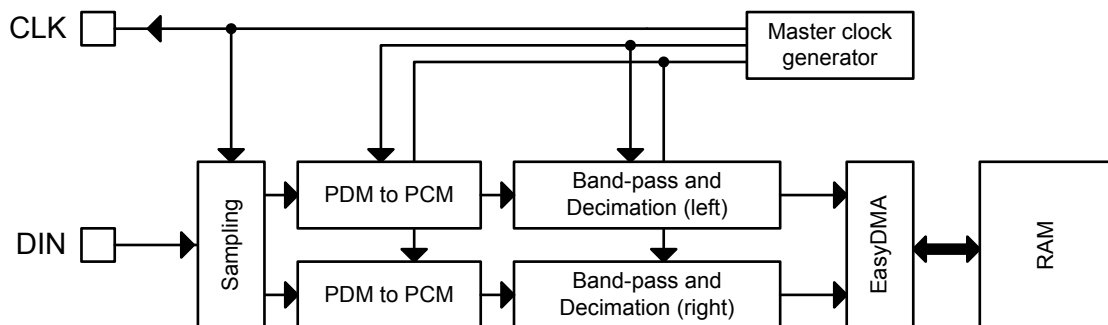 CLK
Master clock
generator
DIN
Sampling
PDM to PCM
Band-pass and
Decimation (left)
PDM to PCM
Band-pass and
Decimation (right)
EasyDMA
RAM